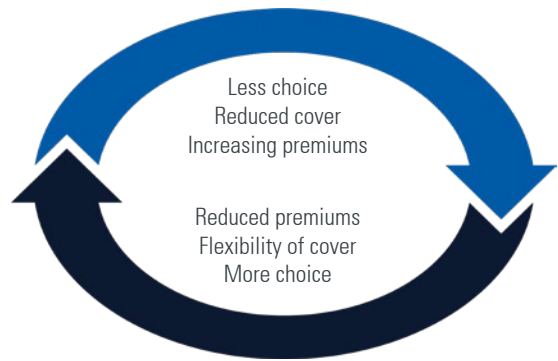 Less choice
Reduced cover
Increasing premiums
Reduced premiums
Flexibility of cover
More choice